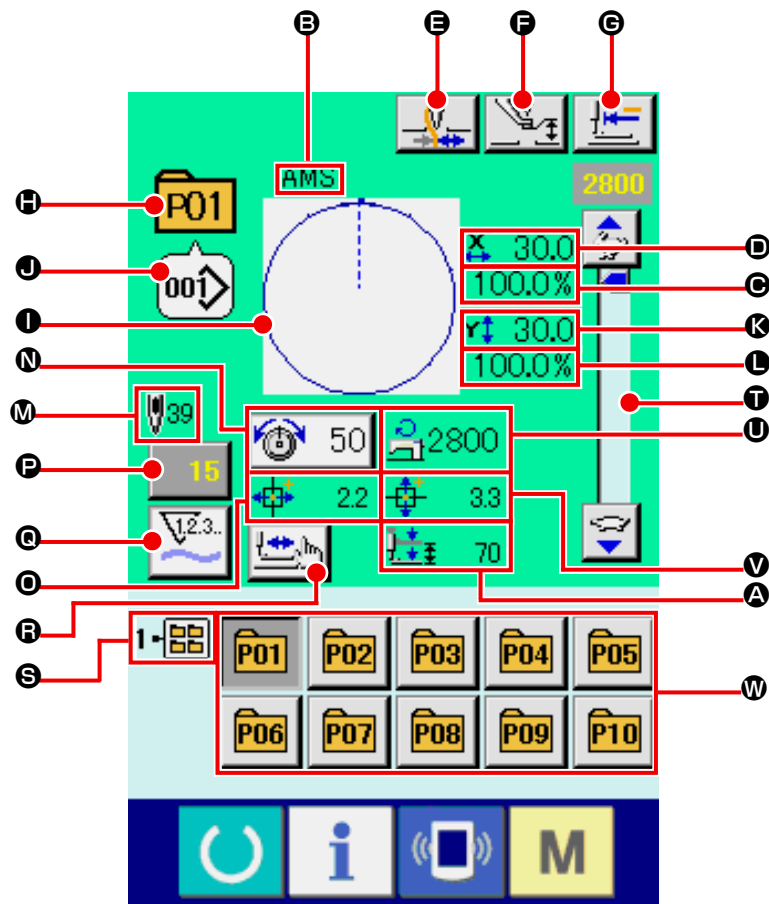 B E F G
AMS
2800
H P01
X 30.0 D
J 001 100.0% C
I Y 30.0 K
N 100.0% L
M 39 T
50 2800 U
P 15
2.2 3.3
Q 1.2.3..
O 70 V
R A
1 P01 P02 P03 P04 P05
S W
P06 P07 P08 P09 P10
i M